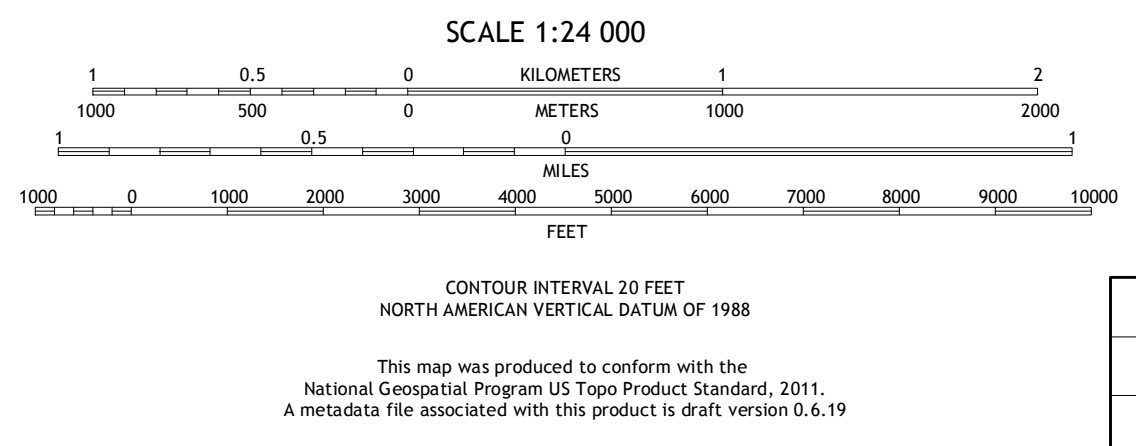 SCALE 1:24 000
1 0.5 0 KILOMETERS 1 2
1000 500 0 METERS 1000 2000
1 0.5 0 1
MILES
1000 0 1000 2000 3000 4000 5000 6000 7000 8000 9000 10000
FEET
CONTOUR INTERVAL 20 FEET
NORTH AMERICAN VERTICAL DATUM OF 1988
This map was produced to conform with the
National Geospatial Program US Topo Product Standard, 2011.
A metadata file associated with this product is draft version 0.6.19